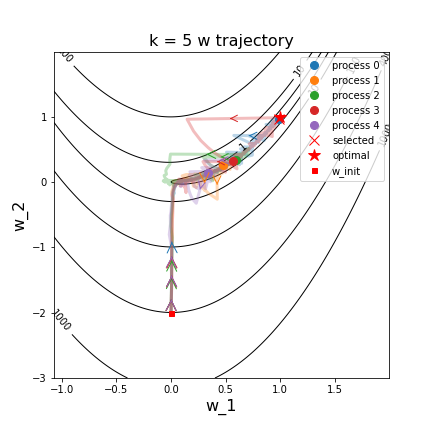 k = 5 w trajectory
process 0
process 1
process 2
process 3
process 4
selected
optimal
w_init
1
1000
w_2
1
0
−1
−2
−3
−1.0
−0.5
0.0
0.5
1.0
1.5
w_1